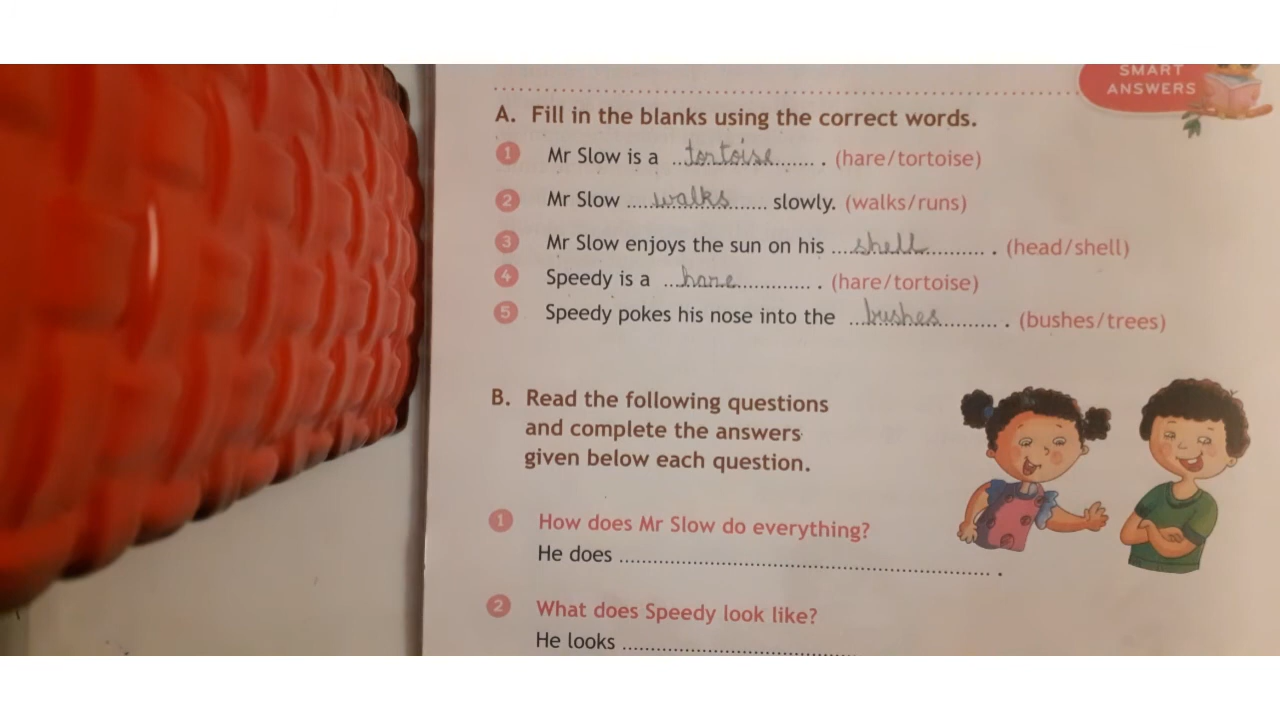 SMART
ANSWERS
A. Fill in the blanks using the correct words.
1 Mr Slow is a ...tortoise....... . (hare/tortoise)
2 Mr Slow .....walks....... slowly. (walks/runs)
3 Mr Slow enjoys the sun on his ...shell........... . (head/shell)
4 Speedy is a ...hare.............. . (hare/tortoise)
5 Speedy pokes his nose into the ...bushes........... . (bushes/trees)
B. Read the following questions
and complete the answers
given below each question.
1 How does Mr Slow do everything?
He does ................................................................ .
2 What does Speedy look like?
He looks ........................................